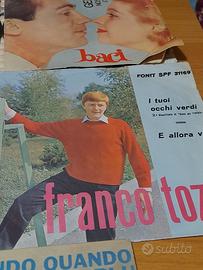 baci
FONIT SPF 31169
I tuoi
occhi verdi
E allora v
franco toz
NDO QUANDO
subito